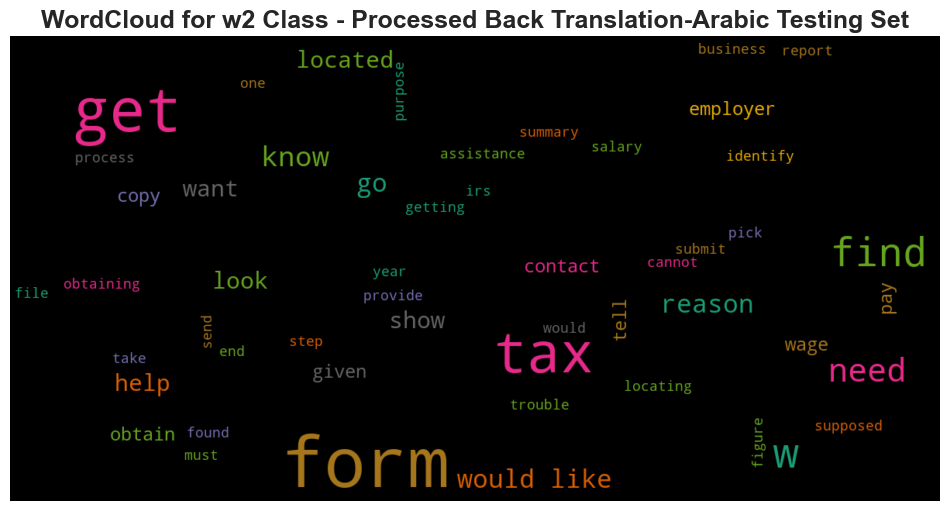 WordCloud for w2 Class - Processed Back Translation-Arabic Testing Set
business report
located
one
purpose
get
employer
summary
salary
assistance
know
identify
process
want
copy
go
irs
getting
pick
submit
find
contact
cannot
year
look
obtaining
file
provide
reason
pay
show
tell
would
send
step
end
tax
wage
take
help
given
need
locating
trouble
supposed
obtain
found
must
form
would like
figure
w